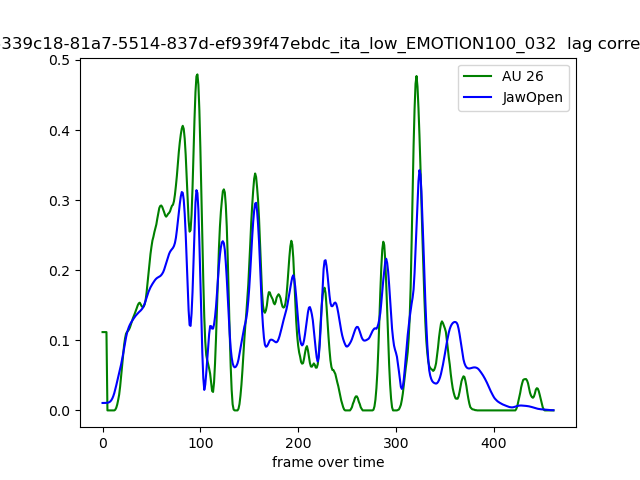 339c18-81a7-5514-837d-ef939f47ebdc_ita_low_EMOTION100_032  lag corre
0.5
AU 26
JawOpen
0.4
0.3
0.2
0.1
0.0
0 100 200 300 400
frame over time